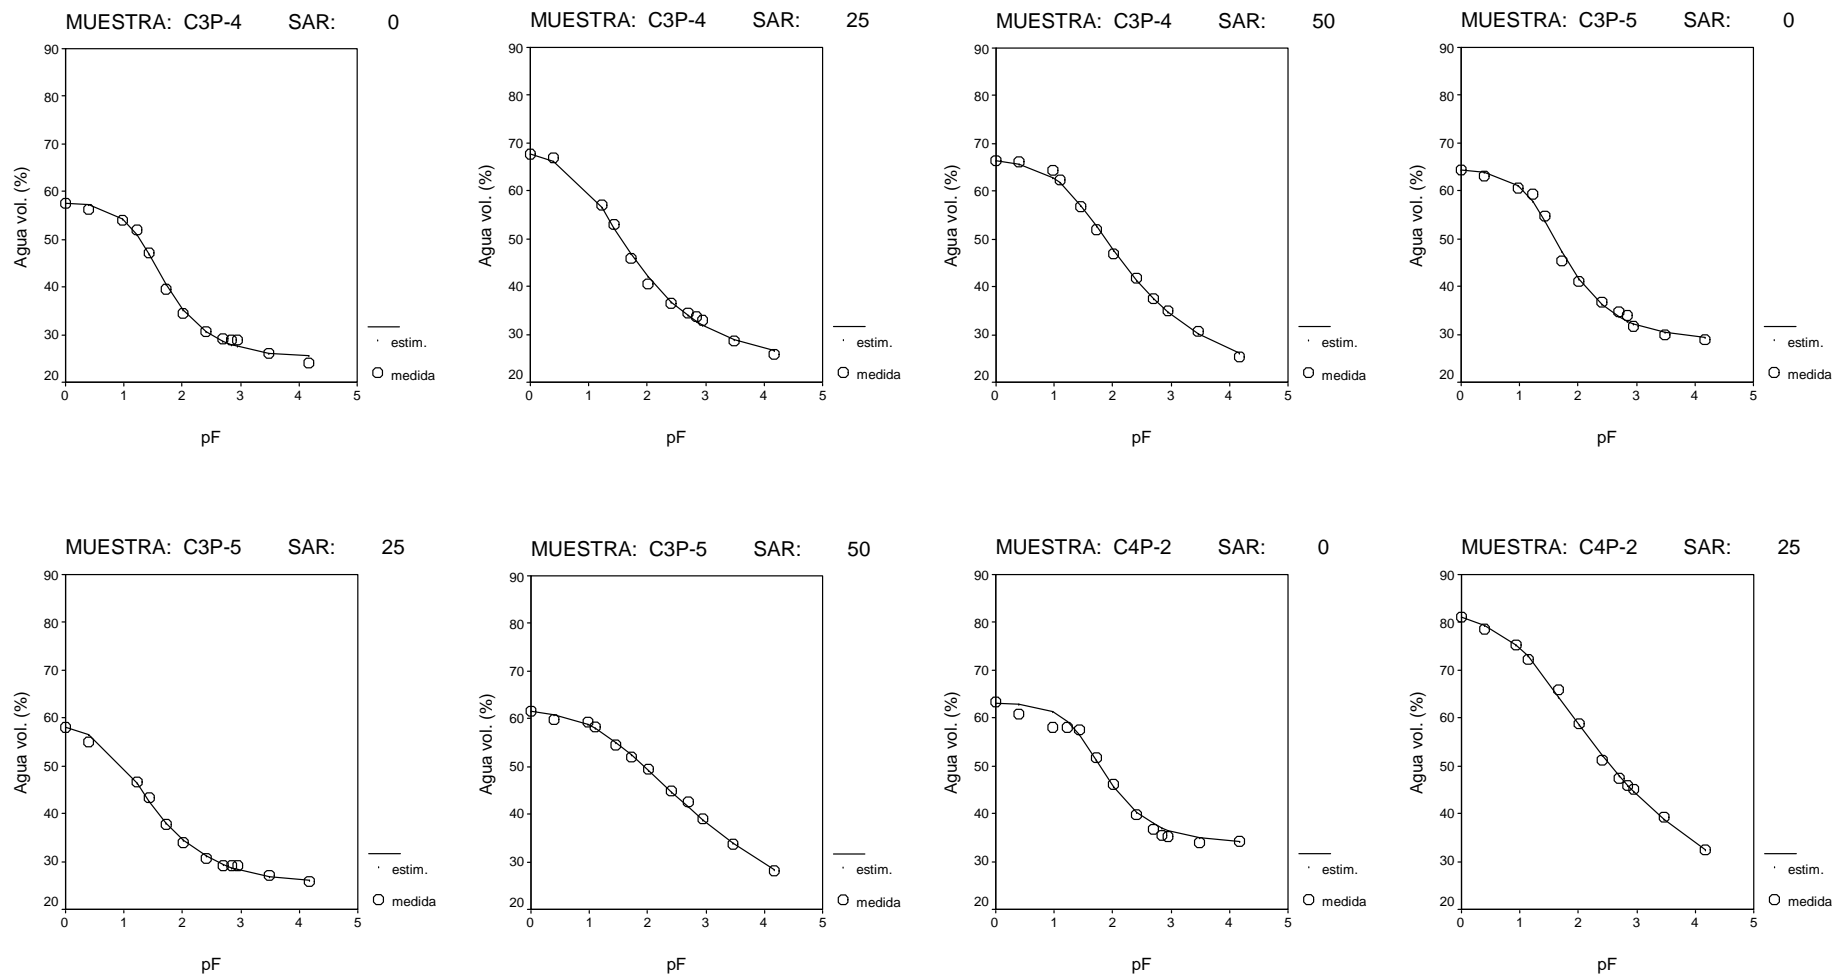 MUESTRA: C3P-4 SAR: 0
90
80
70
60
50
40
30
20
Agua vol. (%)
0 1 2 3 4 5
pF
estim.
medida
MUESTRA: C3P-4 SAR: 25
90
80
70
60
50
40
30
20
Agua vol. (%)
0 1 2 3 4 5
pF
estim.
medida
MUESTRA: C3P-4 SAR: 50
90
80
70
60
50
40
30
20
Agua vol. (%)
0 1 2 3 4 5
pF
estim.
medida
MUESTRA: C3P-5 SAR: 0
90
80
70
60
50
40
30
20
Agua vol. (%)
0 1 2 3 4 5
pF
estim.
medida
MUESTRA: C3P-5 SAR: 25
90
80
70
60
50
40
30
20
Agua vol. (%)
0 1 2 3 4 5
pF
estim.
medida
MUESTRA: C3P-5 SAR: 50
90
80
70
60
50
40
30
20
Agua vol. (%)
0 1 2 3 4 5
pF
estim.
medida
MUESTRA: C4P-2 SAR: 0
90
80
70
60
50
40
30
20
Agua vol. (%)
0 1 2 3 4 5
pF
estim.
medida
MUESTRA: C4P-2 SAR: 25
90
80
70
60
50
40
30
20
Agua vol. (%)
0 1 2 3 4 5
pF
estim.
medida